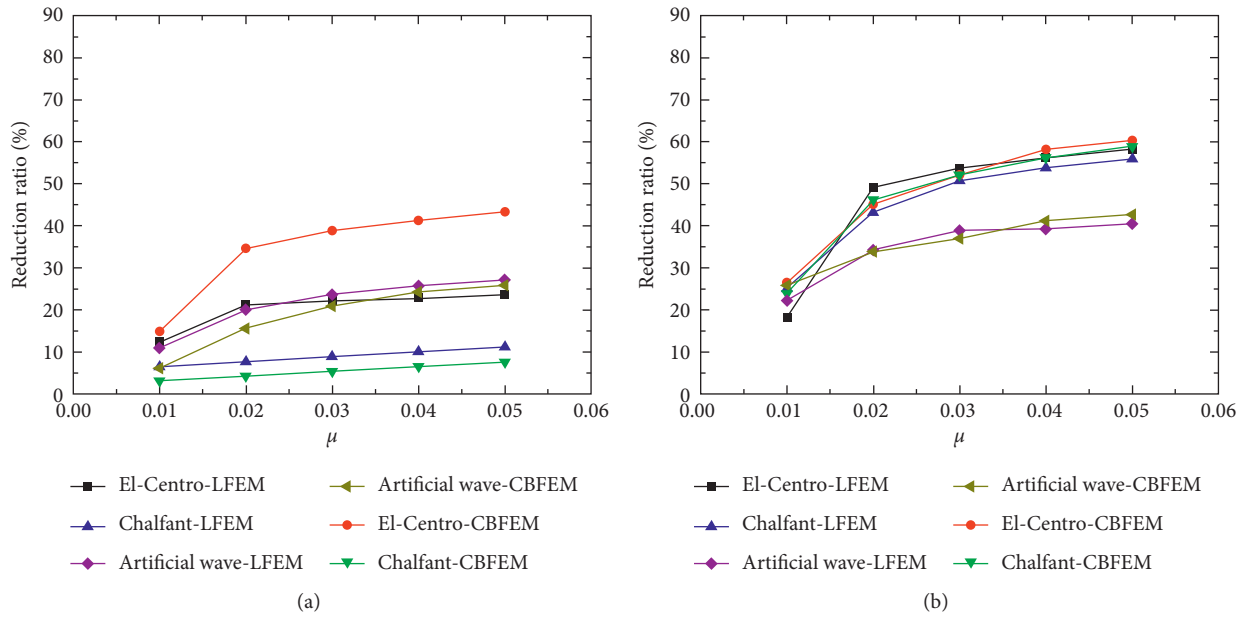 Reduction ratio (%)
90
80
70
60
50
40
30
20
10
0
0.00 0.01 0.02 0.03 0.04 0.05 0.06
μ
El-Centro-LFEM
Chalfant-LFEM
Artificial wave-LFEM
Artificial wave-CBFEM
El-Centro-CBFEM
Chalfant-CBFEM
(a)
Reduction ratio (%)
90
80
70
60
50
40
30
20
10
0
0.00 0.01 0.02 0.03 0.04 0.05 0.06
μ
El-Centro-LFEM
Chalfant-LFEM
Artificial wave-LFEM
Artificial wave-CBFEM
El-Centro-CBFEM
Chalfant-CBFEM
(b)